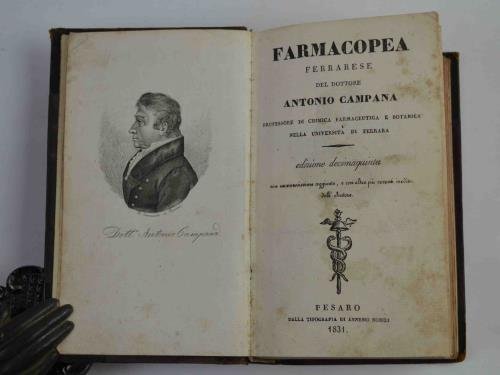 Dott. Antonio Campana
FARMACOPEA
FERRARESE
DEL DOTTORE
ANTONIO CAMPANA
PROFESSORE DI CHIMICA FARMACEUTICA E BOTANICA
NELLA UNIVERSITÀ DI FERRARA
edizione decimaquinta
dell' Autore.
PESARO
DALLA TIPOGRAFIA DI ANNESIO NOBILI
1831.